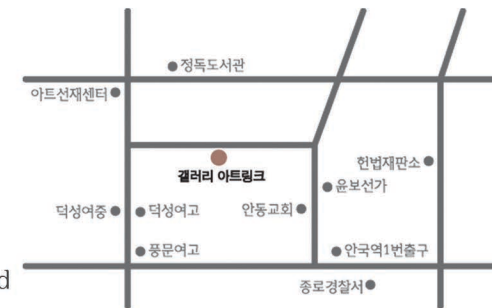 정독도서관
아트선재센터
갤러리 아트링크
헌법재판소
윤보선가
덕성여중
덕성여고
안동교회
풍문여고
안국역1번출구
d
종로경찰서